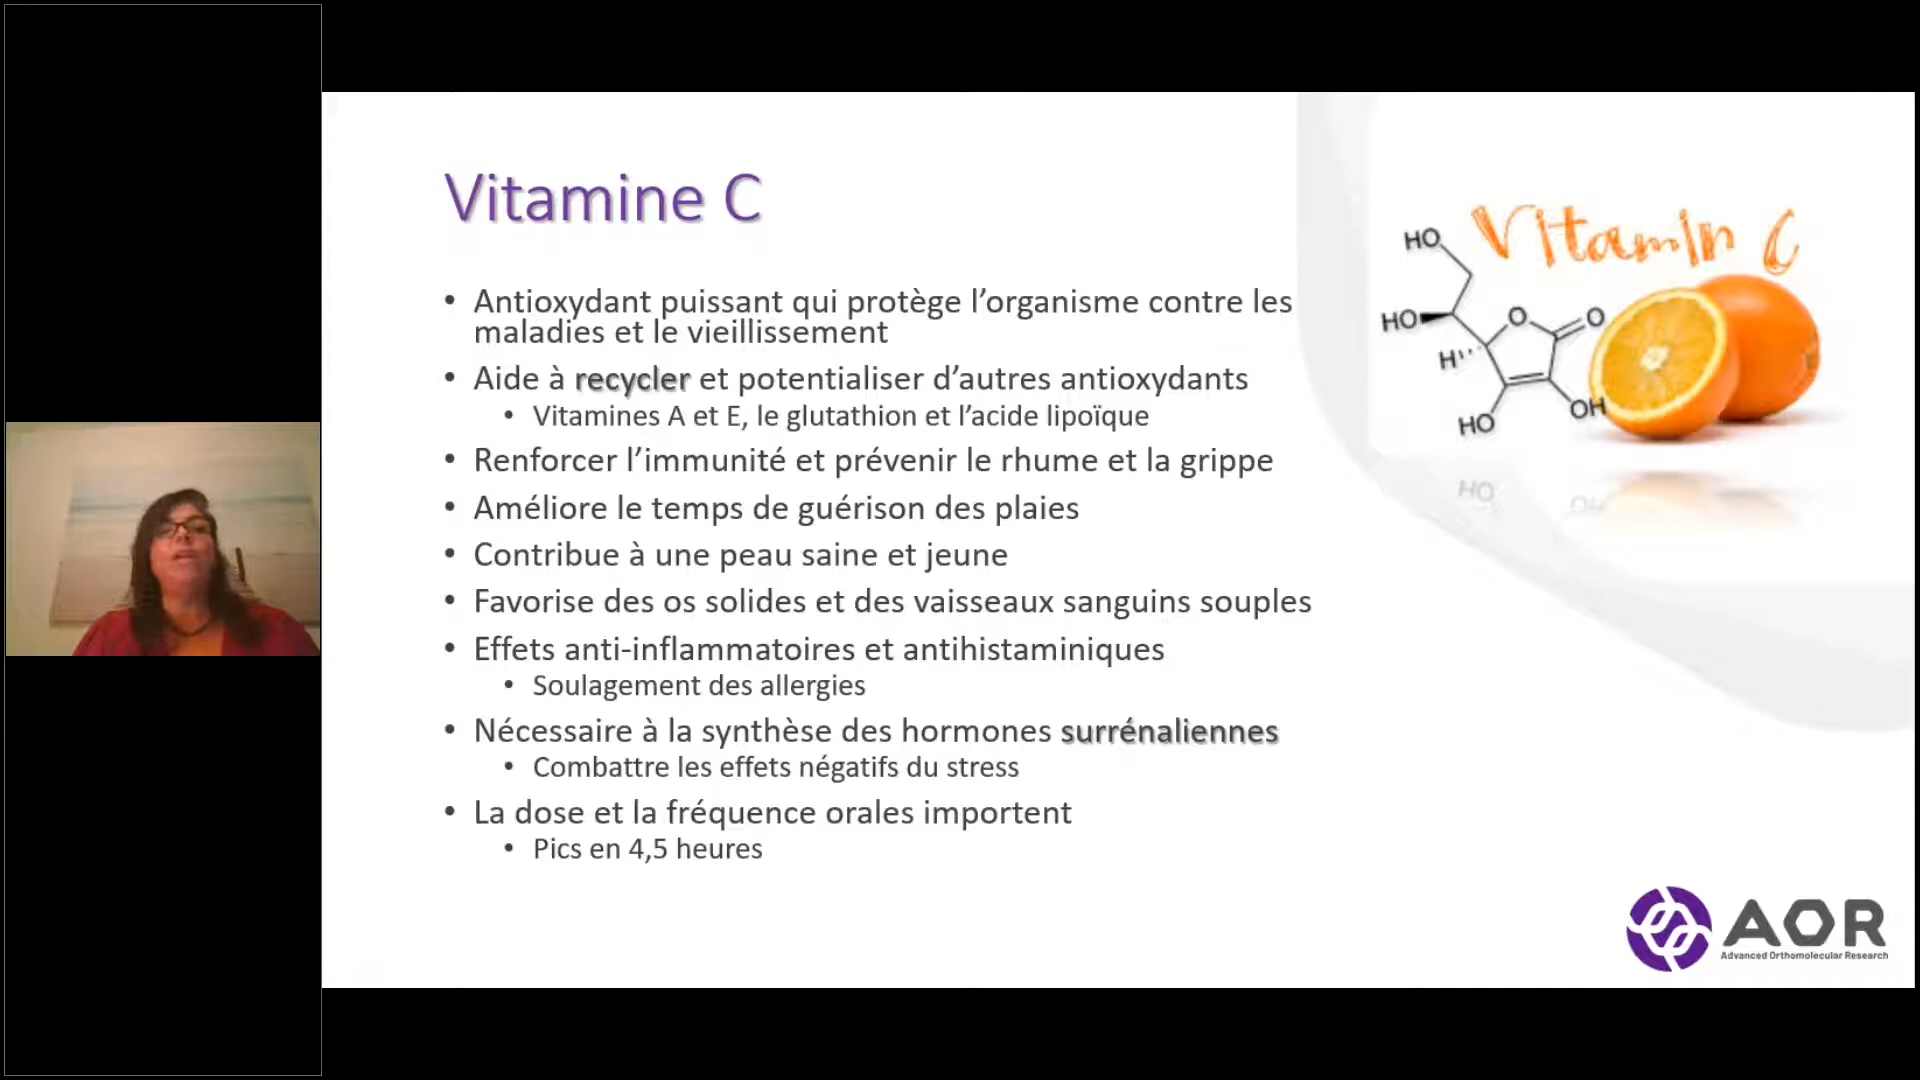 Vitamine C
• Antioxydant puissant qui protège l’organisme contre les
maladies et le vieillissement
• Aide à recycler et potentialiser d’autres antioxydants
• Vitamines A et E, le glutathion et l’acide lipoïque
• Renforcer l’immunité et prévenir le rhume et la grippe
• Améliore le temps de guérison des plaies
• Contribue à une peau saine et jeune
• Favorise des os solides et des vaisseaux sanguins souples
• Effets anti-inflammatoires et antihistaminiques
• Soulagement des allergies
• Nécessaire à la synthèse des hormones surrénaliennes
• Combattre les effets négatifs du stress
• La dose et la fréquence orales importent
• Pics en 4,5 heures
Vitamin C
HO
HO
O
O
H
HO
OH
HO
OH
AOR
Advanced Orthomolecular Research